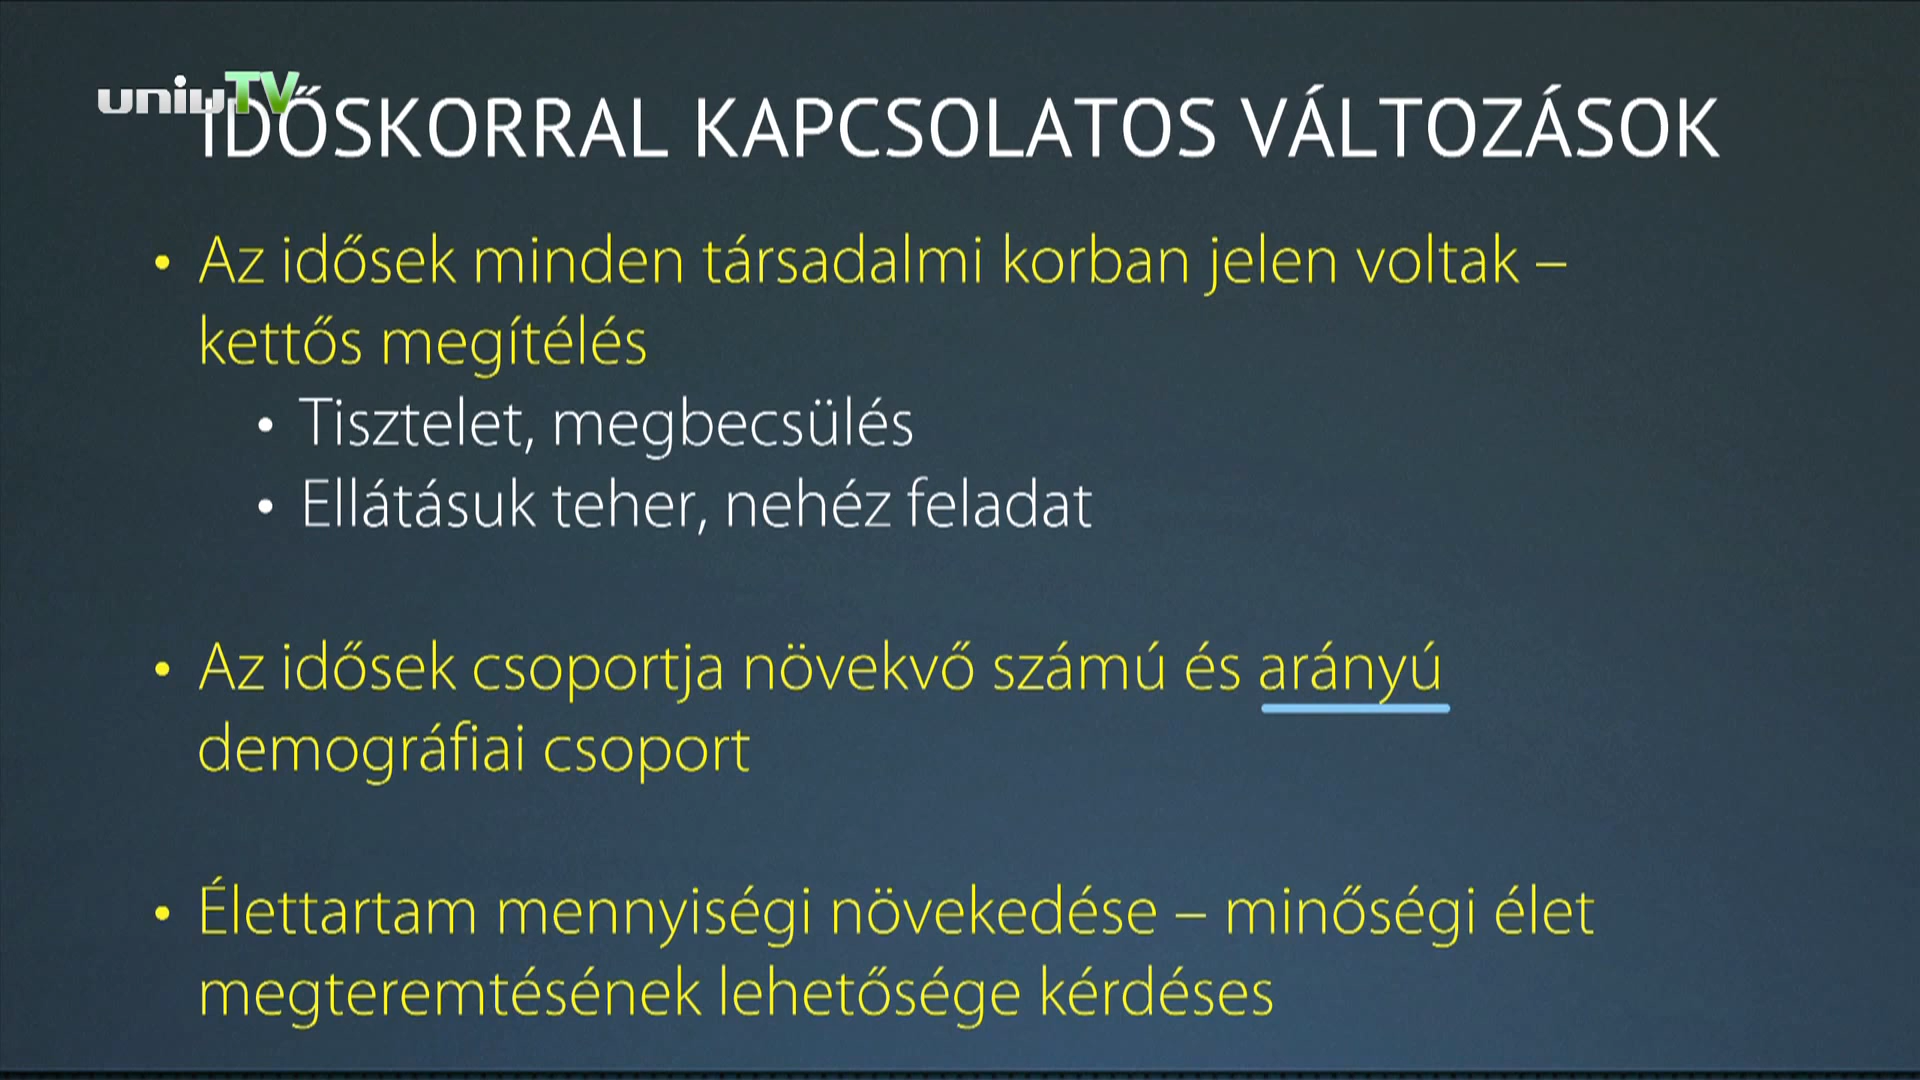 uniuTV
IDŐSKORRAL KAPCSOLATOS VÁLTOZÁSOK
• Az idősek minden társadalmi korban jelen voltak –
kettős megítélés
• Tisztelet, megbecsülés
• Ellátásuk teher, nehéz feladat
• Az idősek csoportja növekvő számú és arányú
demográfiai csoport
• Élettartam mennyiségi növekedése – minőségi élet
megteremtésének lehetősége kérdéses